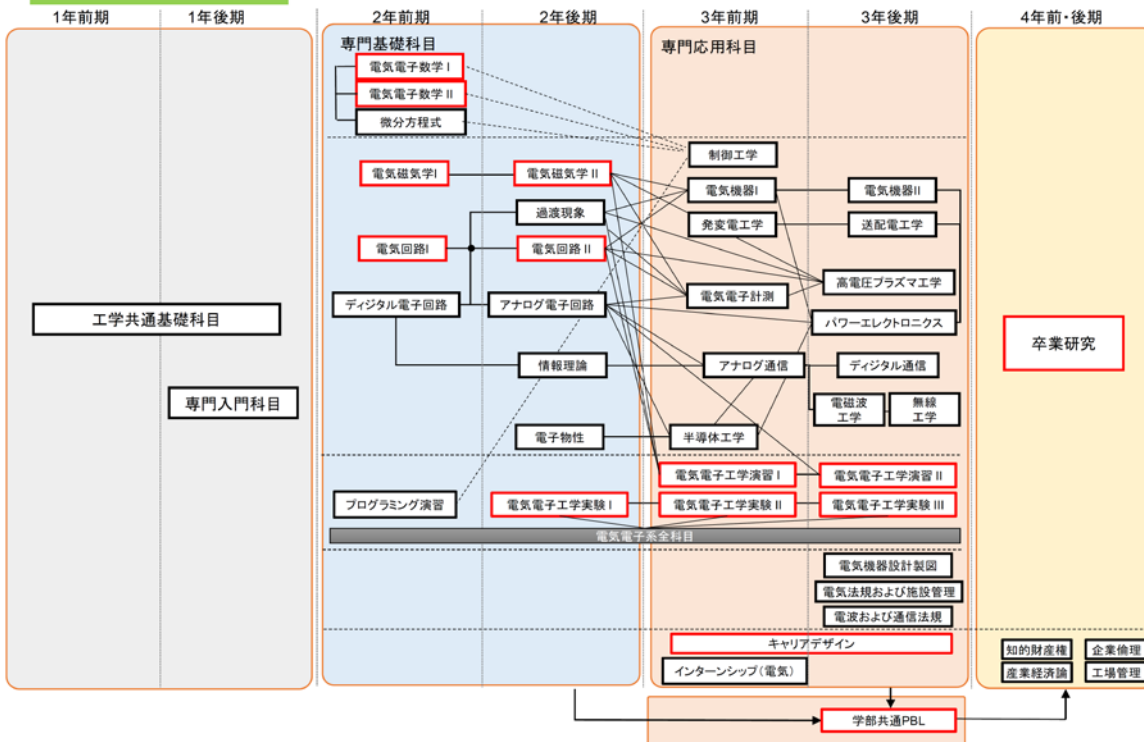 1年前期
1年後期
2年前期
2年後期
3年前期
3年後期
4年前・後期
専門基礎科目
専門応用科目
電気電子数学Ⅰ
電気電子数学Ⅱ
微分方程式
制御工学
電気磁気学Ⅰ
電気磁気学Ⅱ
電気機器Ⅰ
電気機器Ⅱ
過渡現象
発変電工学
送配電工学
電気回路Ⅰ
電気回路Ⅱ
高電圧プラズマ工学
ディジタル電子回路
アナログ電子回路
電気電子計測
工学共通基礎科目
パワーエレクトロニクス
卒業研究
情報理論
アナログ通信
ディジタル通信
専門入門科目
電磁波
工学
無線
工学
電子物性
半導体工学
電気電子工学演習Ⅰ
電気電子工学演習Ⅱ
プログラミング演習
電気電子工学実験Ⅰ
電気電子工学実験Ⅱ
電気電子工学実験Ⅲ
電気電子系全科目
電気機器設計製図
電気法規および施設管理
電波および通信法規
キャリアデザイン
知的財産権
企業倫理
インターンシップ(電気)
産業経済論
工場管理
学部共通PBL